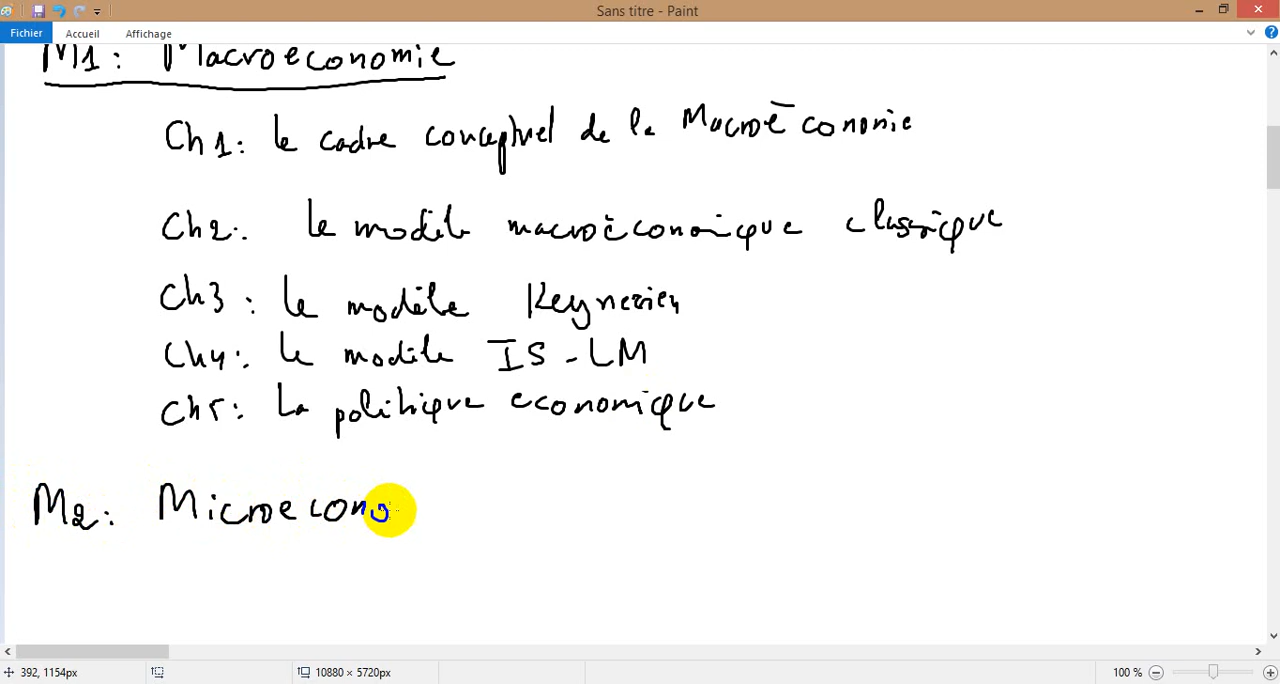 Sans titre - Paint
Fichier Accueil Affichage
M1: Macroeconomie
Ch1: le cadre conceptuel de la Macroéconomie
Ch2: le modèle macroéconomique classique
Ch3: le modèle Keynesien
Ch4: le modèle IS-LM
Ch5: La politique economique
M2: Microecono
392, 1154px 10880 × 5720px 100 %